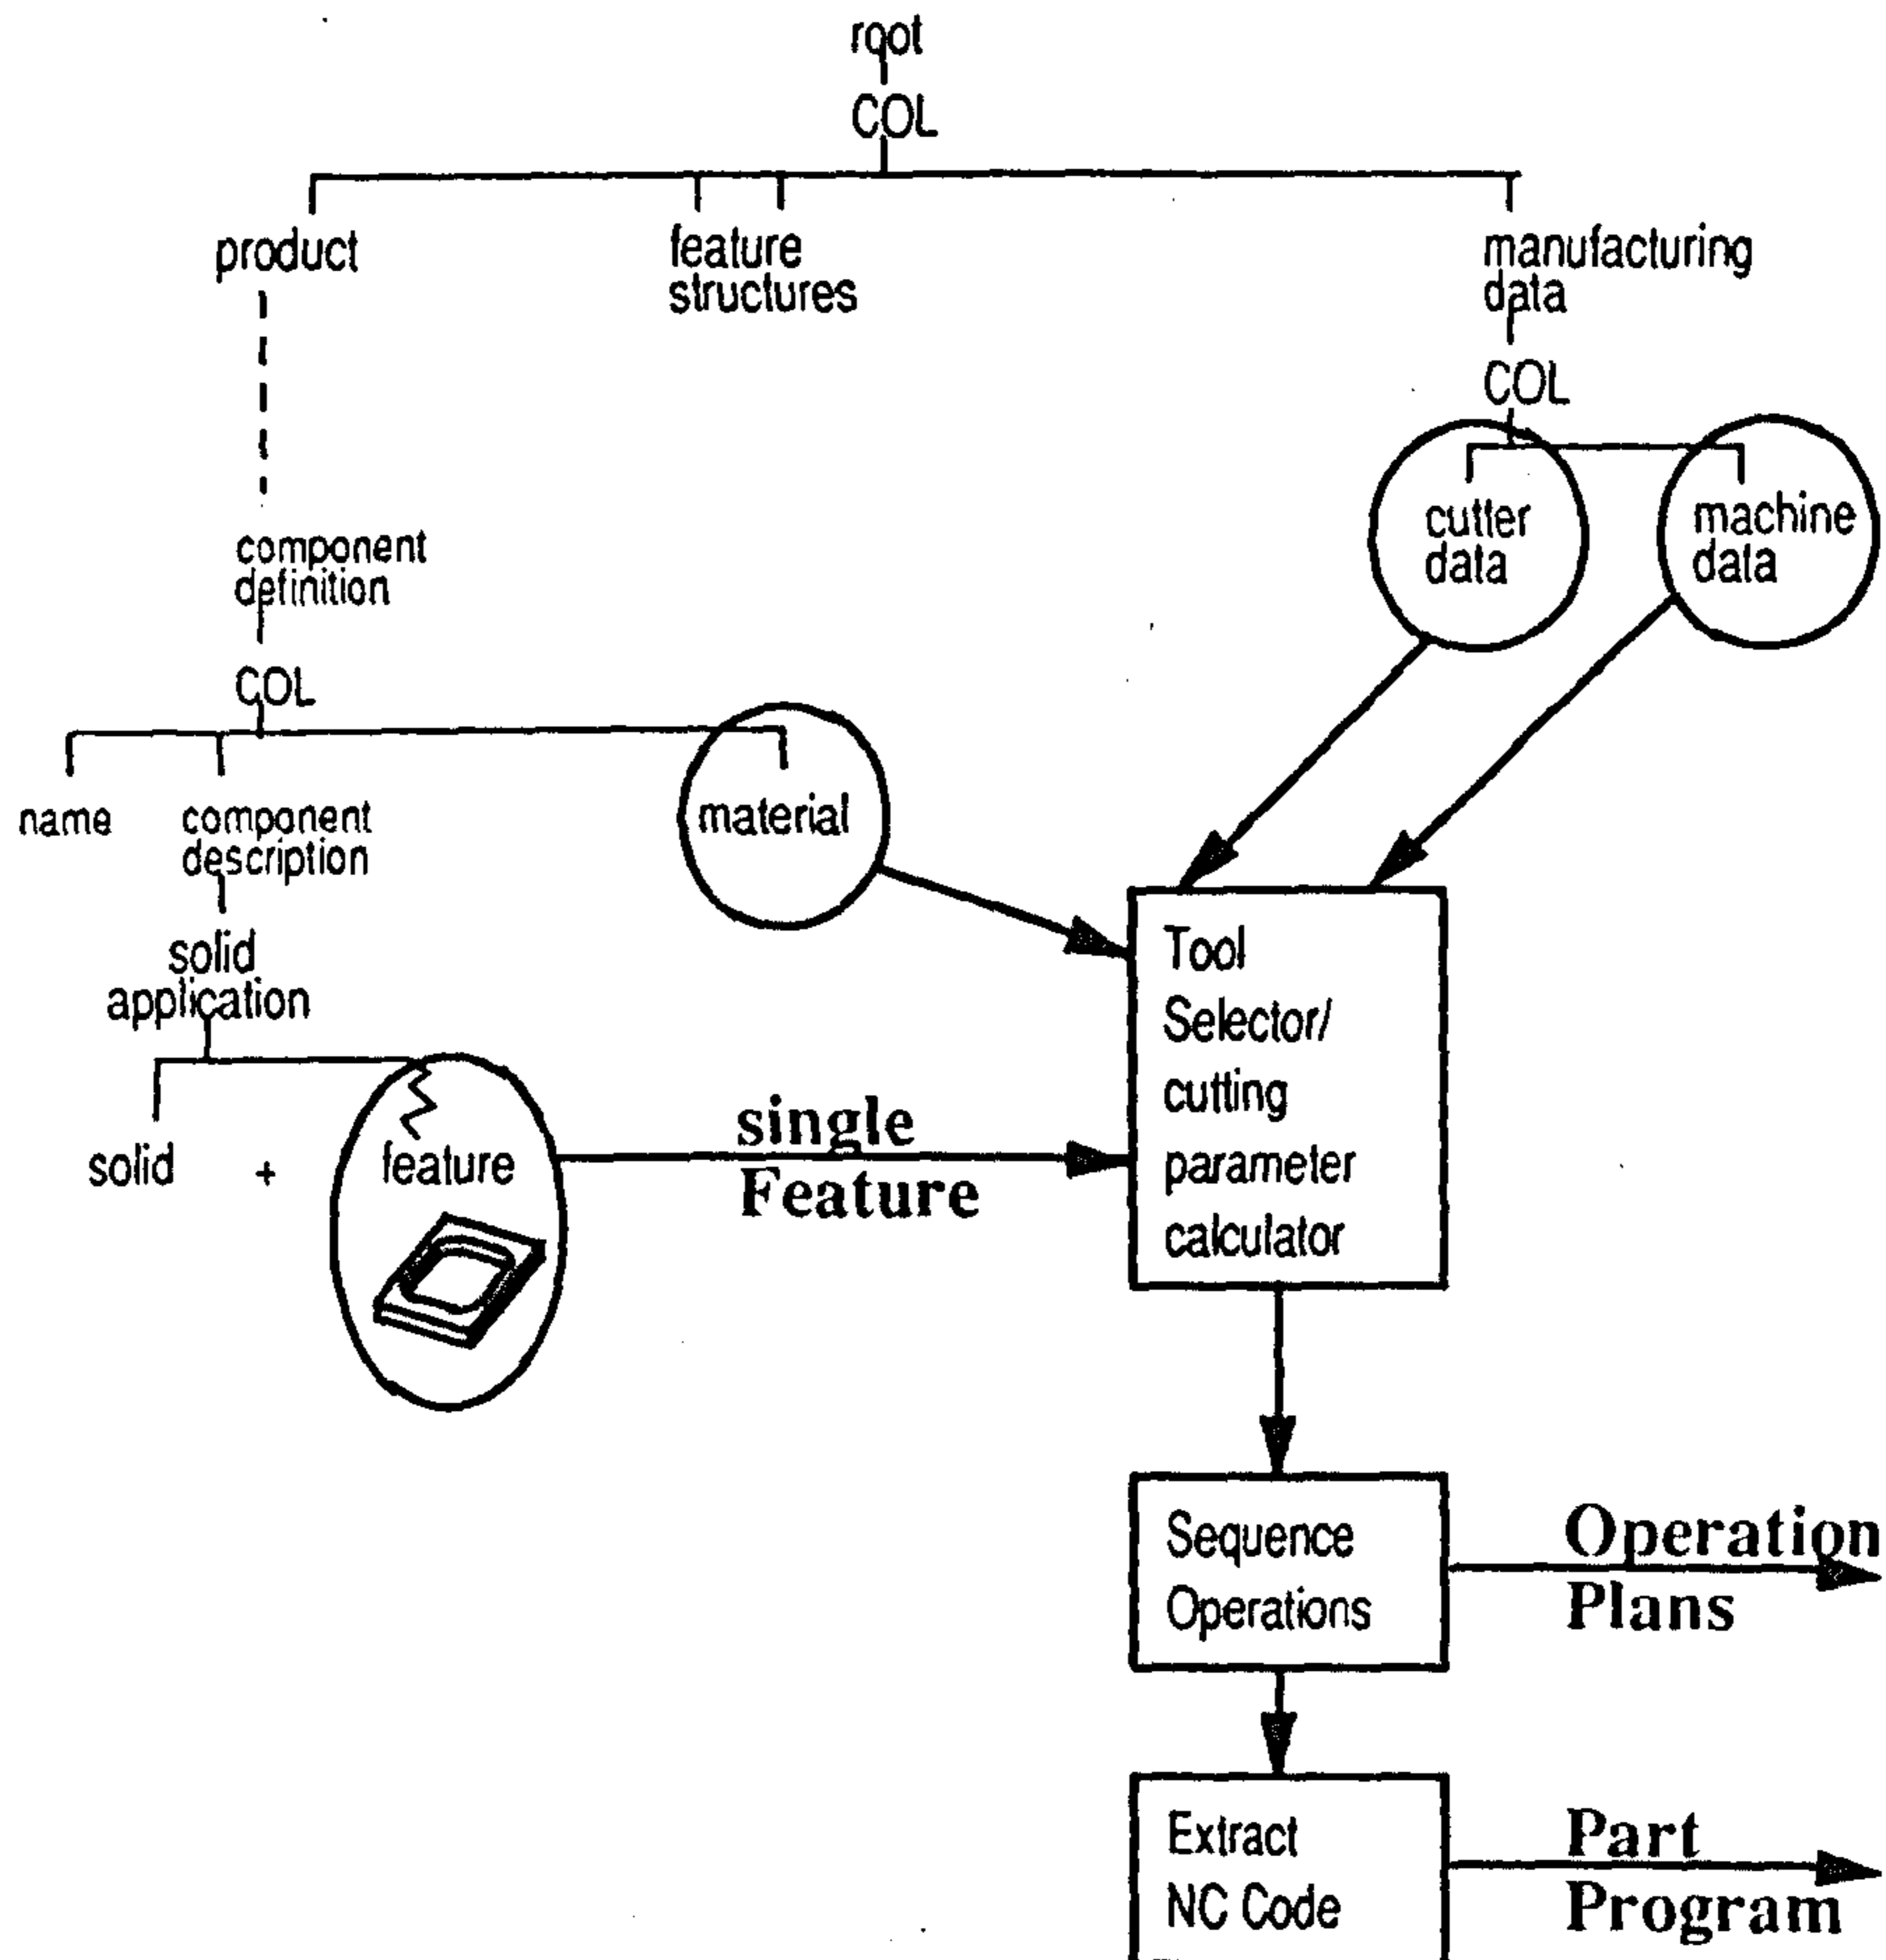 root
COL
product
feature
structures
manufacturing
data
COL
cutter
data
machine
data
component
definition
COL
name
component
description
material
solid
application
solid
+
feature
single
Feature
Tool
Selector/
cutting
parameter
calculator
Sequence
Operations
Operation
Plans
Extract
NC Code
Part
Program